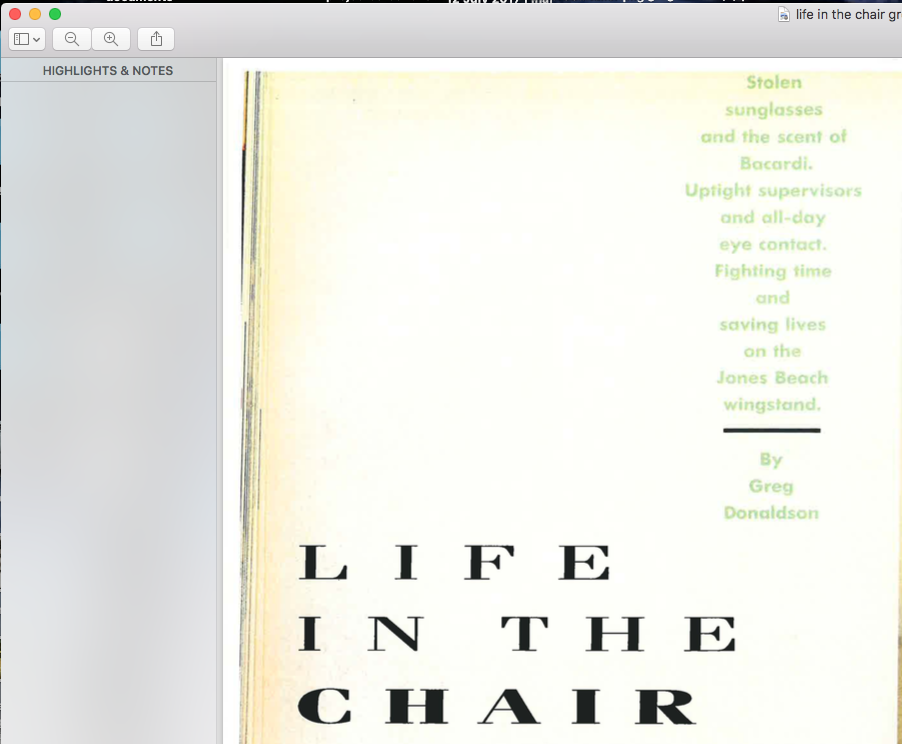 life in the chair gr
HIGHLIGHTS & NOTES
Stolen
sunglasses
and the scent of
Bacardi.
Uptight supervisors
and all-day
eye contact.
Fighting time
and
saving lives
on the
Jones Beach
wingstand.
By
Greg
Donaldson
LIFE
IN THE
CHAIR